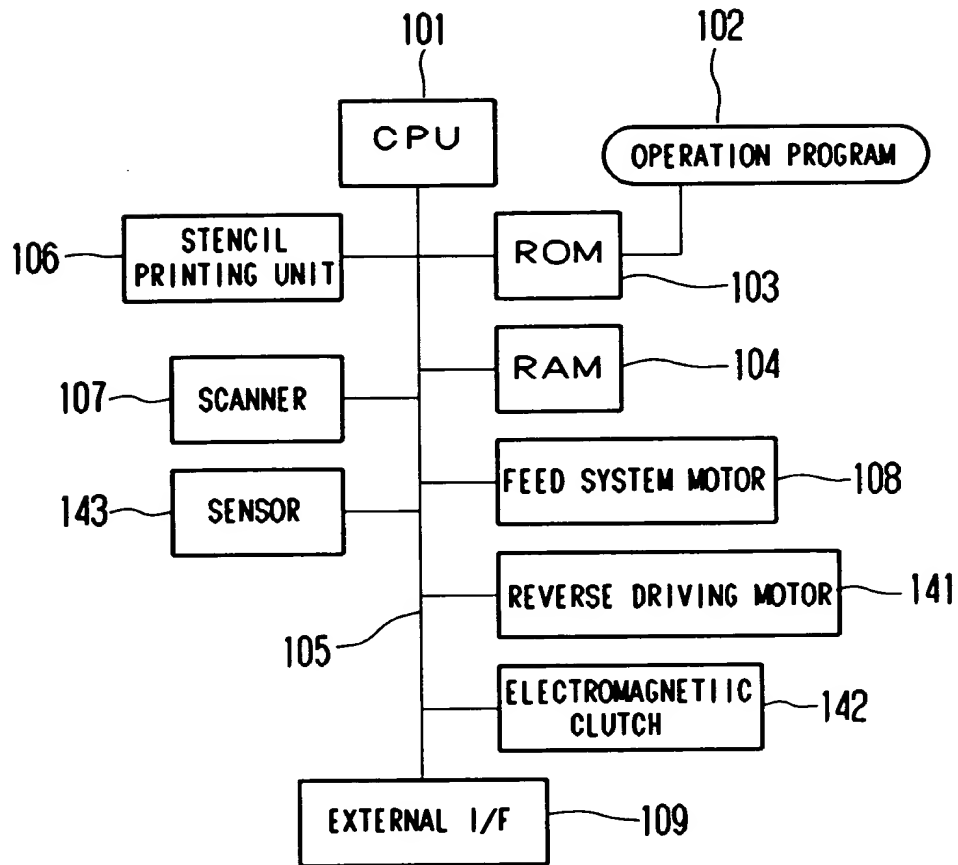 101
102
CPU
OPERATION PROGRAM
106
STENCIL
PRINTING UNIT
ROM
103
RAM
104
107
SCANNER
FEED SYSTEM MOTOR
108
143
SENSOR
REVERSE DRIVING MOTOR
141
105
ELECTROMAGNETIIC
CLUTCH
142
EXTERNAL I/F
109